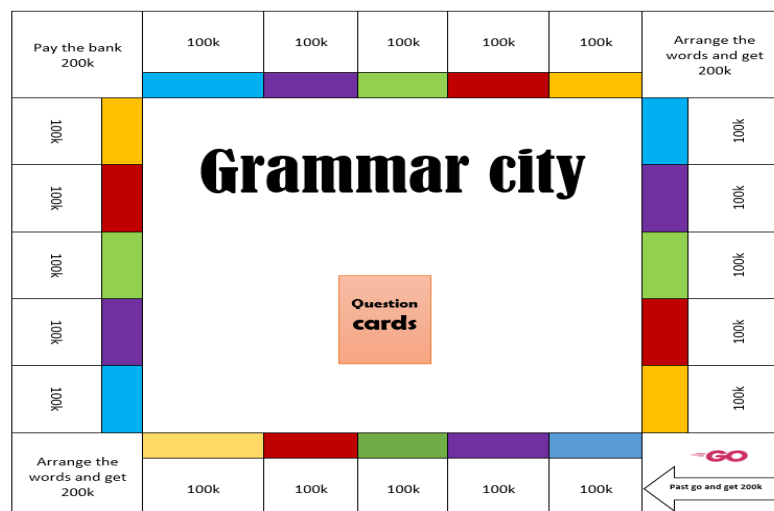 Pay the bank
200k
100k
100k
100k
100k
100k
Arrange the
words and get
200k
100k
100k
100k
100k
100k
Grammar city
Question
cards
100k
100k
100k
100k
100k
Arrange the
words and get
200k
100k
100k
100k
100k
100k
GO
Past go and get 200k